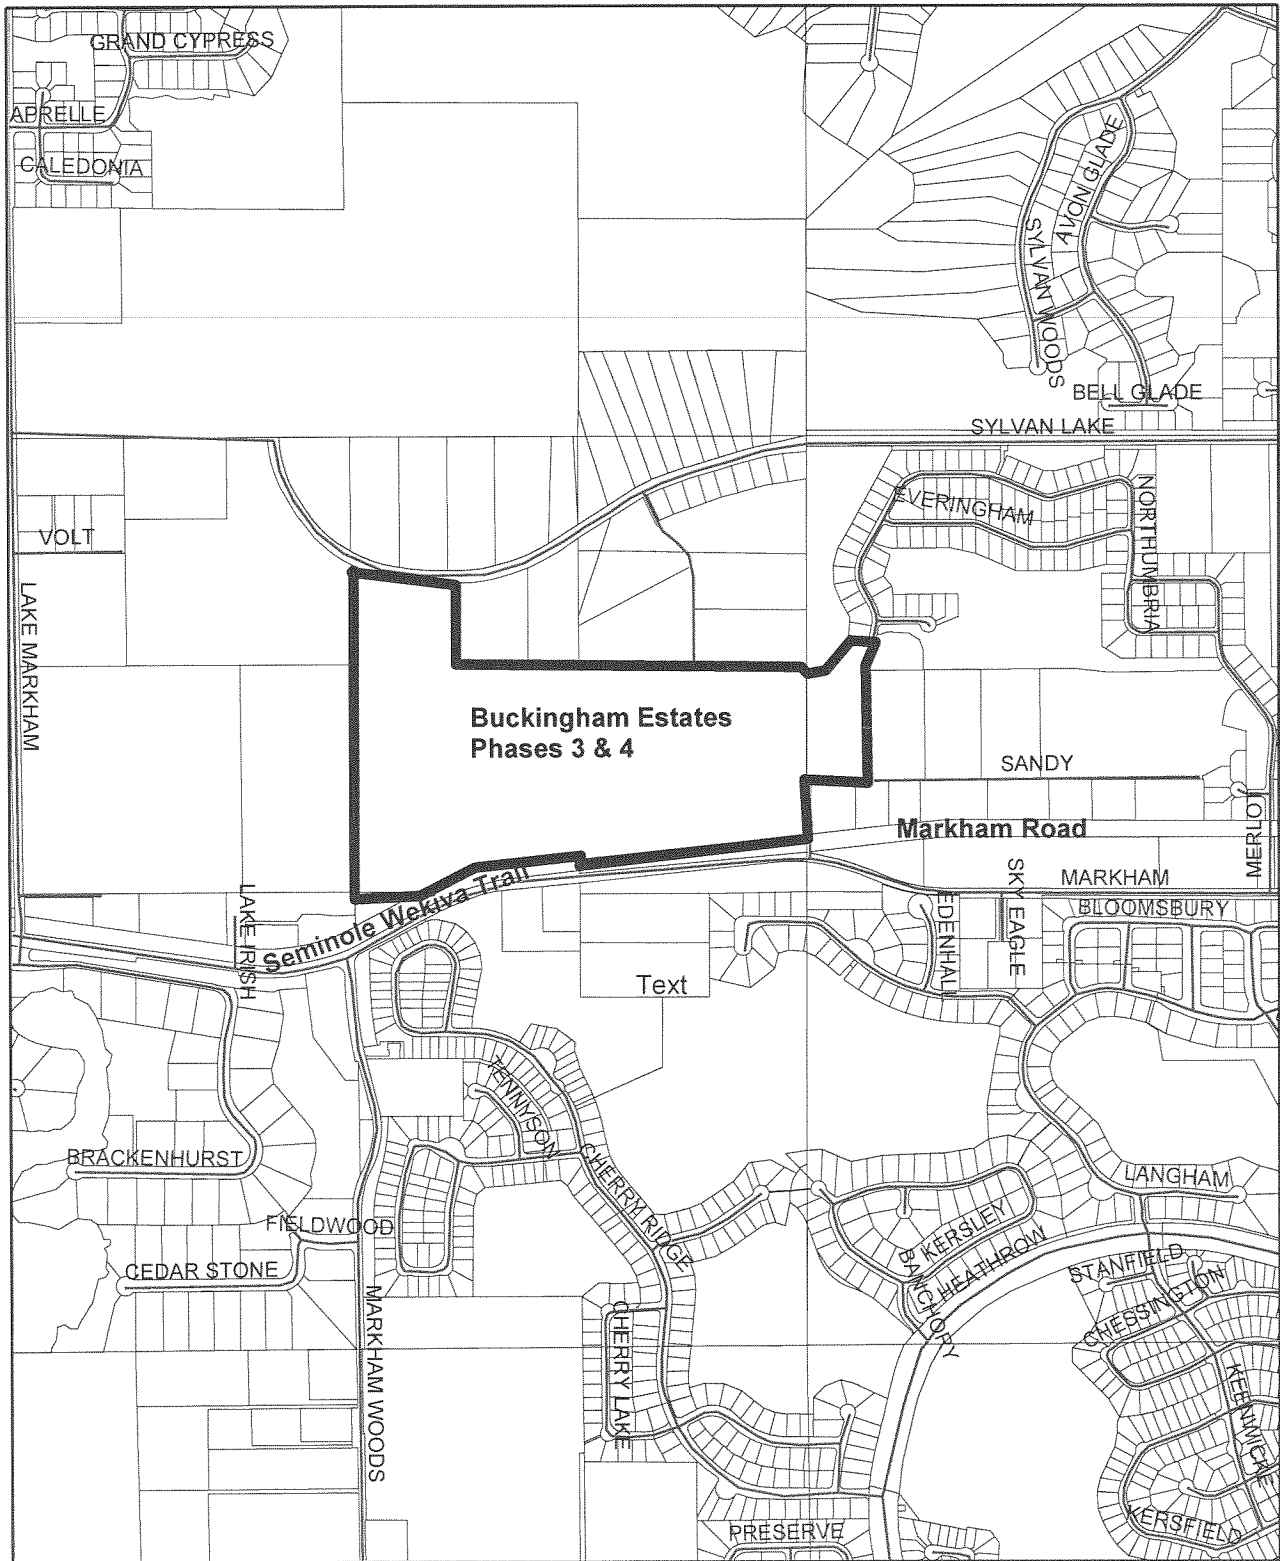 GRAND CYPRESS
APRELLE
CALEDONIA
AVON GLADE
SYLVAN WOODS
BELL GLADE
SYLVAN LAKE
EVERINGHAM
NORTHUMBRIA
VOLT
LAKE MARKHAM
Buckingham Estates
Phases 3 & 4
SANDY
Markham Road
MERLOT
MARKHAM
SKY EAGLE
EDENHALL
BLOOMSBURY
Seminole Wekiva Trail
LAKE IRISH
Text
TENNYSON
BRACKENHURST
CHERRY RIDGE
LANGHAM
FIELDWOOD
KERSLEY
HEATHROW
BANCHORY
STANFIELD
CHESSINGTON
CEDAR STONE
MARKHAM WOODS
CHERRY LAKE
KEENWICKE
KERSFIELD
PRESERVE